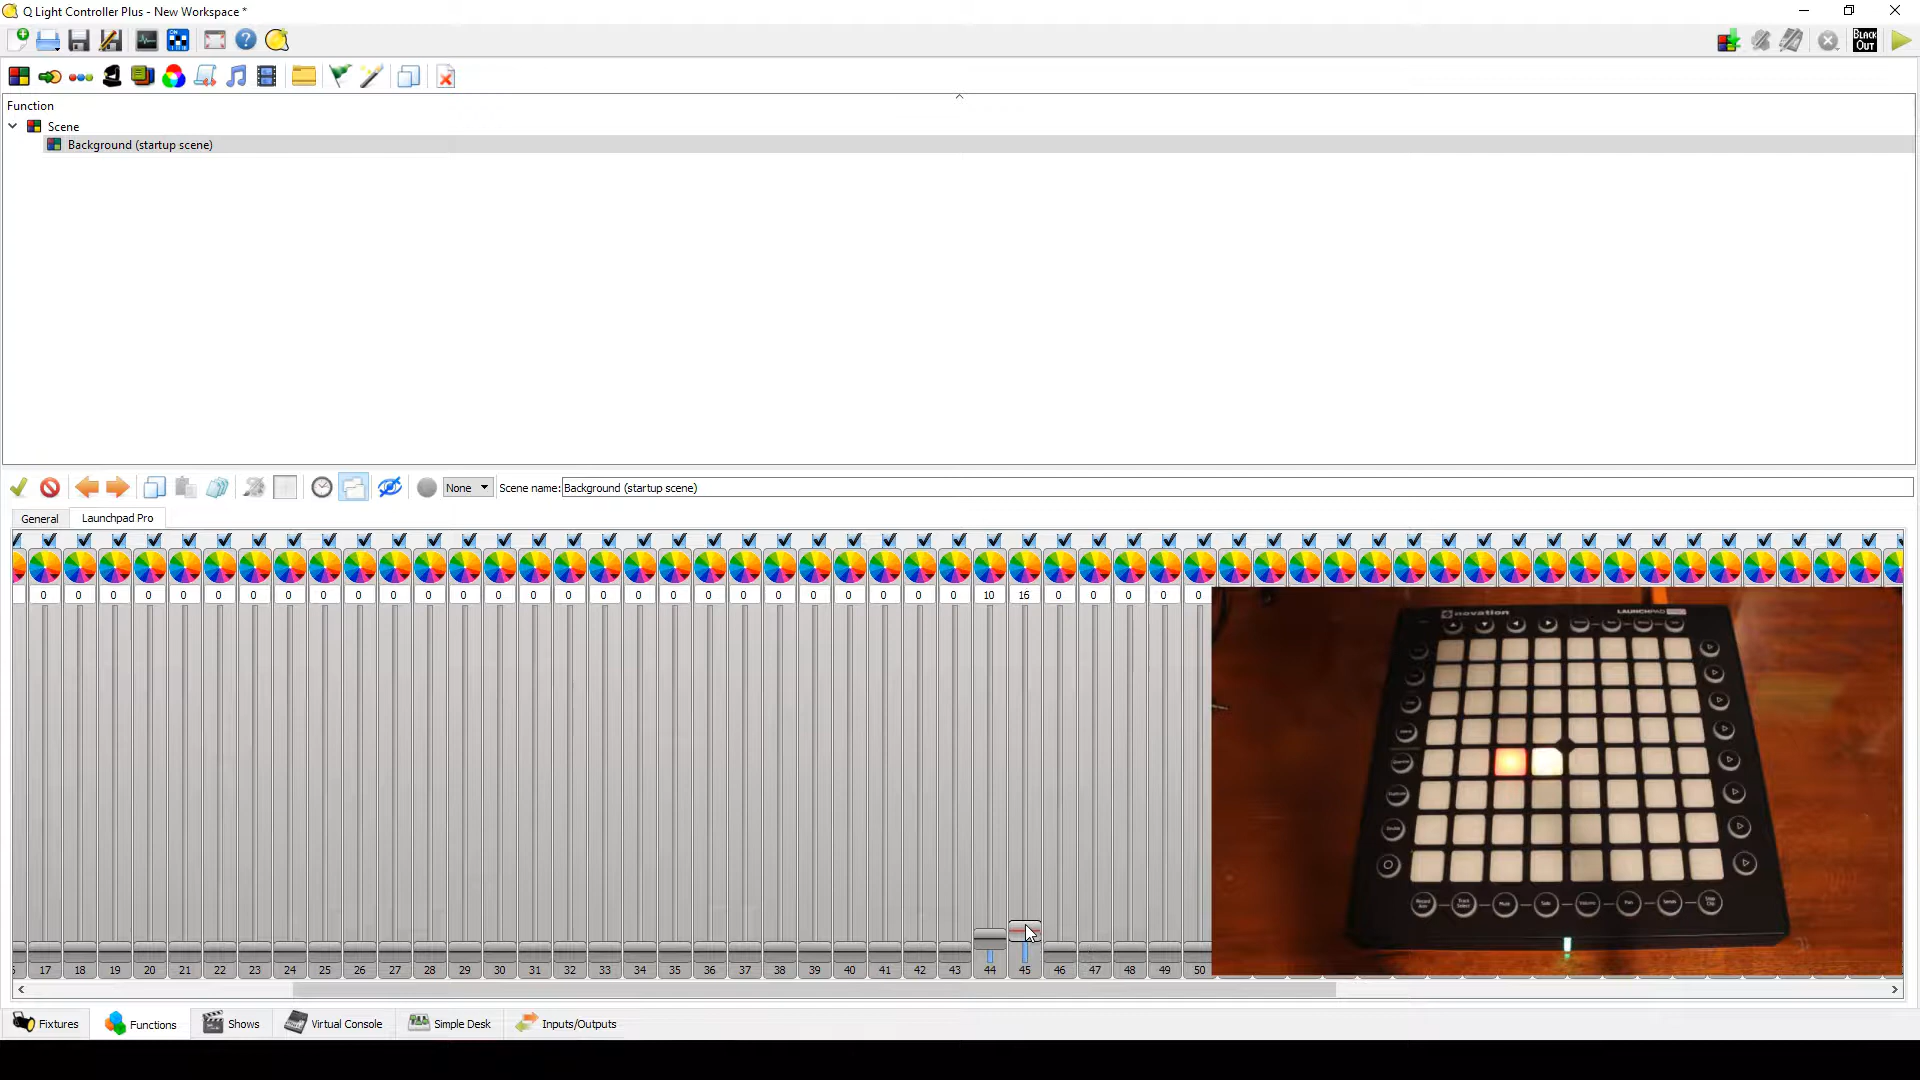 Q Light Controller Plus - New Workspace *
BLACK OUT
Function
Scene
Background (startup scene)
None
Scene name: Background (startup scene)
General
Launchpad Pro
0 0 0 0 0 0 0 0 0 0 0 0 0 0 0 0 0 0 0 0 0 0 0 0 0 0 0 10 16 0 0 0 0 0
novation
LAUNCHPAD
17 18 19 20 21 22 23 24 25 26 27 28 29 30 31 32 33 34 35 36 37 38 39 40 41 42 43 44 45 46 47 48 49 50
Fixtures
Functions
Shows
Virtual Console
Simple Desk
Inputs/Outputs